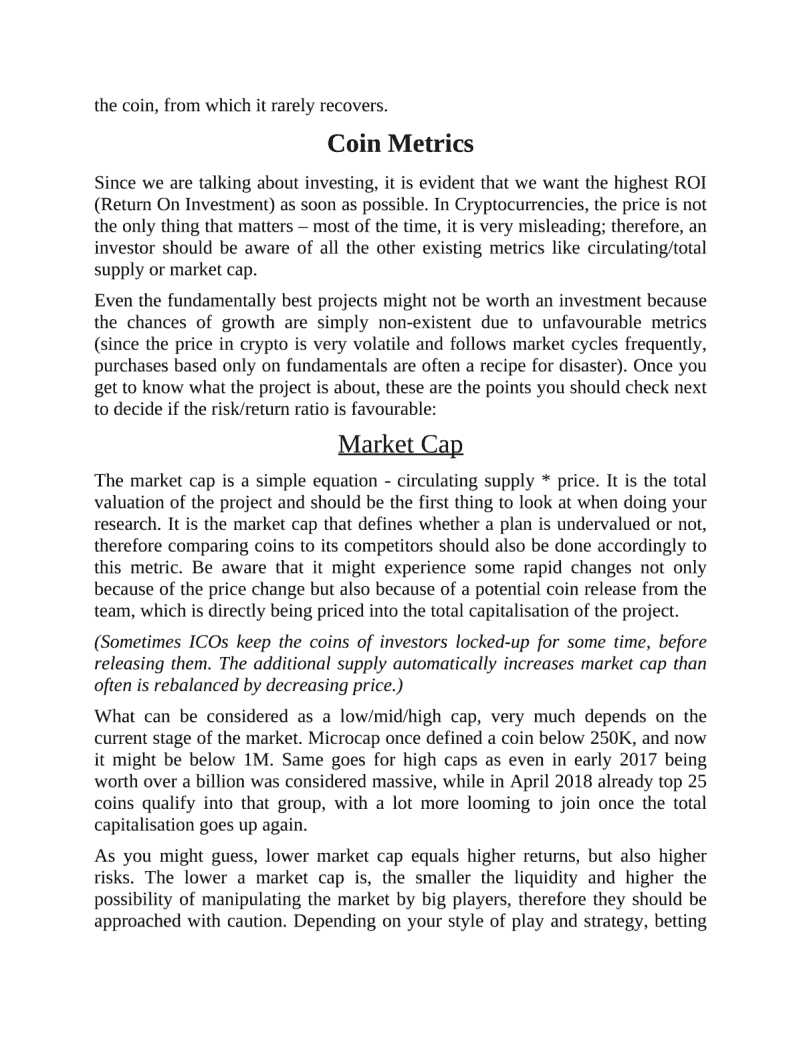 the coin, from which it rarely recovers.
Coin Metrics
Since we are talking about investing, it is evident that we want the highest ROI
(Return On Investment) as soon as possible. In Cryptocurrencies, the price is not
the only thing that matters – most of the time, it is very misleading; therefore, an
investor should be aware of all the other existing metrics like circulating/total
supply or market cap.
Even the fundamentally best projects might not be worth an investment because
the chances of growth are simply non-existent due to unfavourable metrics
(since the price in crypto is very volatile and follows market cycles frequently,
purchases based only on fundamentals are often a recipe for disaster). Once you
get to know what the project is about, these are the points you should check next
to decide if the risk/return ratio is favourable:
Market Cap
The market cap is a simple equation - circulating supply * price. It is the total
valuation of the project and should be the first thing to look at when doing your
research. It is the market cap that defines whether a plan is undervalued or not,
therefore comparing coins to its competitors should also be done accordingly to
this metric. Be aware that it might experience some rapid changes not only
because of the price change but also because of a potential coin release from the
team, which is directly being priced into the total capitalisation of the project.
(Sometimes ICOs keep the coins of investors locked-up for some time, before
releasing them. The additional supply automatically increases market cap than
often is rebalanced by decreasing price.)
What can be considered as a low/mid/high cap, very much depends on the
current stage of the market. Microcap once defined a coin below 250K, and now
it might be below 1M. Same goes for high caps as even in early 2017 being
worth over a billion was considered massive, while in April 2018 already top 25
coins qualify into that group, with a lot more looming to join once the total
capitalisation goes up again.
As you might guess, lower market cap equals higher returns, but also higher
risks. The lower a market cap is, the smaller the liquidity and higher the
possibility of manipulating the market by big players, therefore they should be
approached with caution. Depending on your style of play and strategy, betting